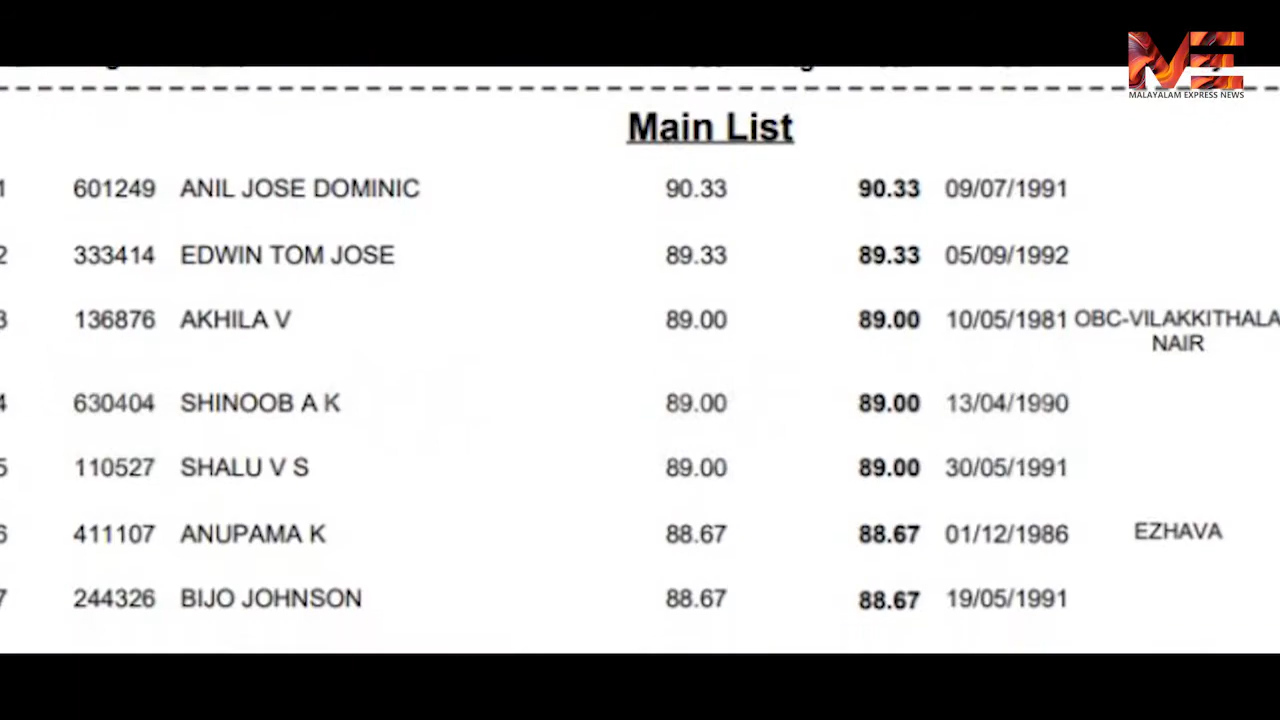 ME
MALAYALAM EXPRESS NEWS
Main List
1 601249 ANIL JOSE DOMINIC 90.33 90.33 09/07/1991
2 333414 EDWIN TOM JOSE 89.33 89.33 05/09/1992
3 136876 AKHILA V 89.00 89.00 10/05/1981 OBC-VILAKKITHALA
NAIR
4 630404 SHINOOB A K 89.00 89.00 13/04/1990
5 110527 SHALU V S 89.00 89.00 30/05/1991
6 411107 ANUPAMA K 88.67 88.67 01/12/1986 EZHAVA
7 244326 BIJO JOHNSON 88.67 88.67 19/05/1991